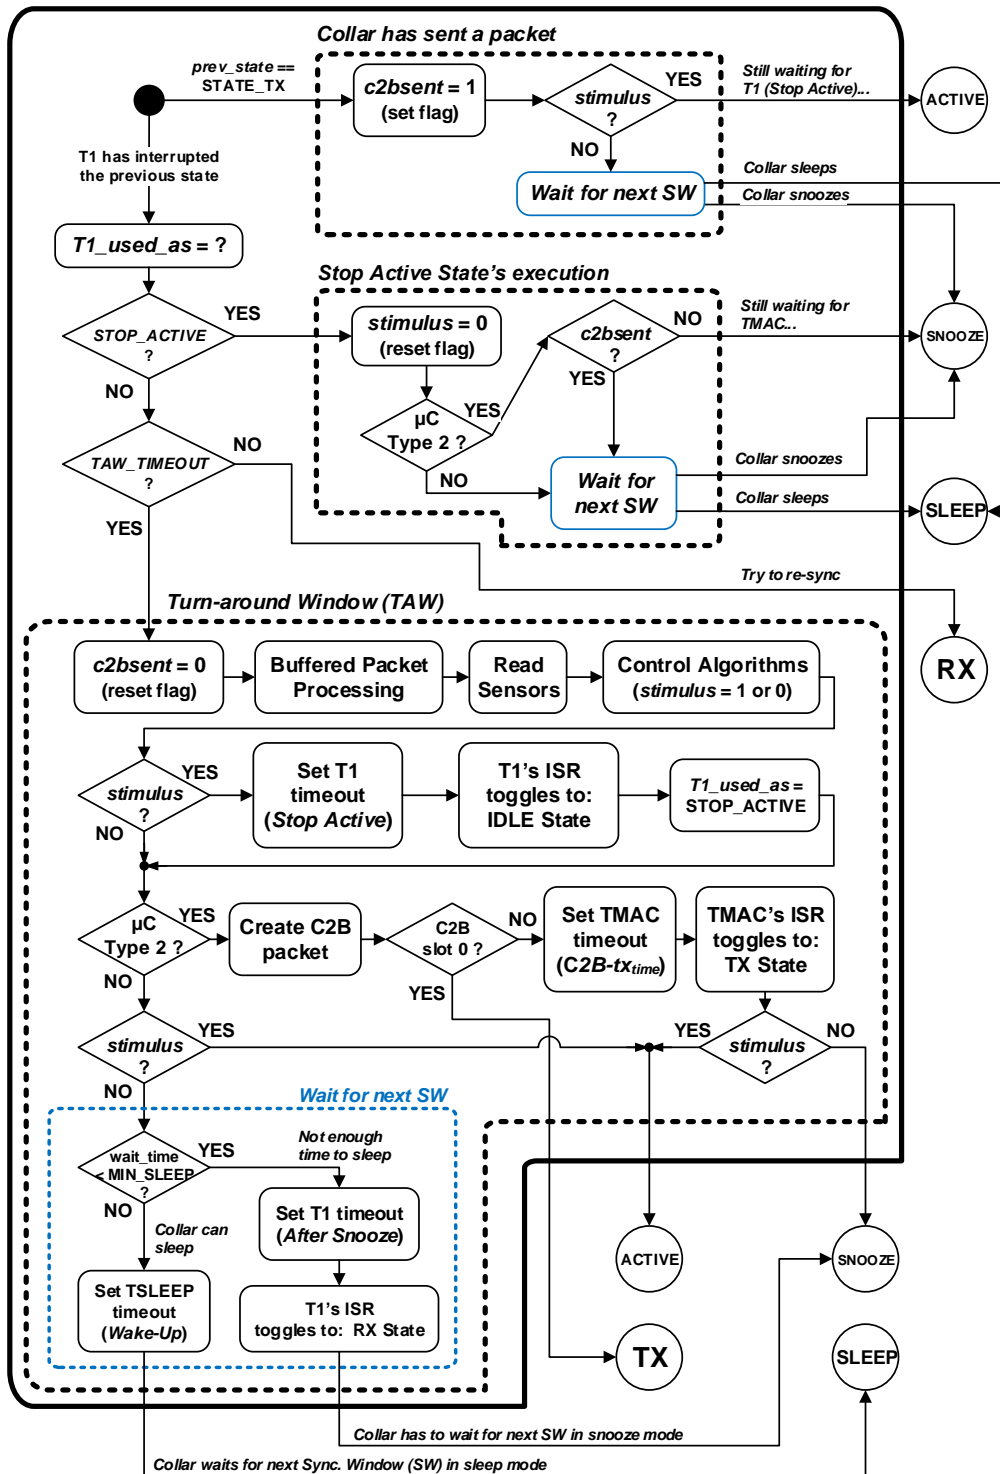 Collar has sent a packet
prev_state ==
STATE_TX
c2bsent = 1
(set flag)
stimulus
?
YES
NO
Still waiting for
T1 (Stop Active)...
ACTIVE
Wait for next SW
Collar sleeps
Collar snoozes
T1 has interrupted
the previous state
T1_used_as = ?
Stop Active State's execution
STOP_ACTIVE
?
YES
NO
stimulus = 0
(reset flag)
c2bsent
?
NO
YES
Still waiting for
TMAC...
SNOOZE
µC
Type 2 ?
YES
NO
TAW_TIMEOUT
?
NO
YES
Wait for
next SW
Collar snoozes
Collar sleeps
SLEEP
Try to re-sync
RX
Turn-around Window (TAW)
c2bsent = 0
(reset flag)
Buffered Packet
Processing
Read
Sensors
Control Algorithms
(stimulus = 1 or 0)
stimulus
?
YES
NO
Set T1
timeout
(Stop Active)
T1's ISR
toggles to:
IDLE State
T1_used_as =
STOP_ACTIVE
µC
Type 2 ?
YES
NO
Create C2B
packet
C2B
slot 0 ?
NO
YES
Set TMAC
timeout
(C2B-txtime)
TMAC's ISR
toggles to:
TX State
stimulus
?
YES
NO
stimulus
?
YES
NO
Wait for next SW
wait_time
< MIN_SLEEP
?
YES
NO
Not enough
time to sleep
Collar can
sleep
Set T1 timeout
(After Snooze)
Set TSLEEP
timeout
(Wake-Up)
T1's ISR
toggles to: RX State
ACTIVE
SNOOZE
TX
SLEEP
Collar has to wait for next SW in snooze mode
Collar waits for next Sync. Window (SW) in sleep mode